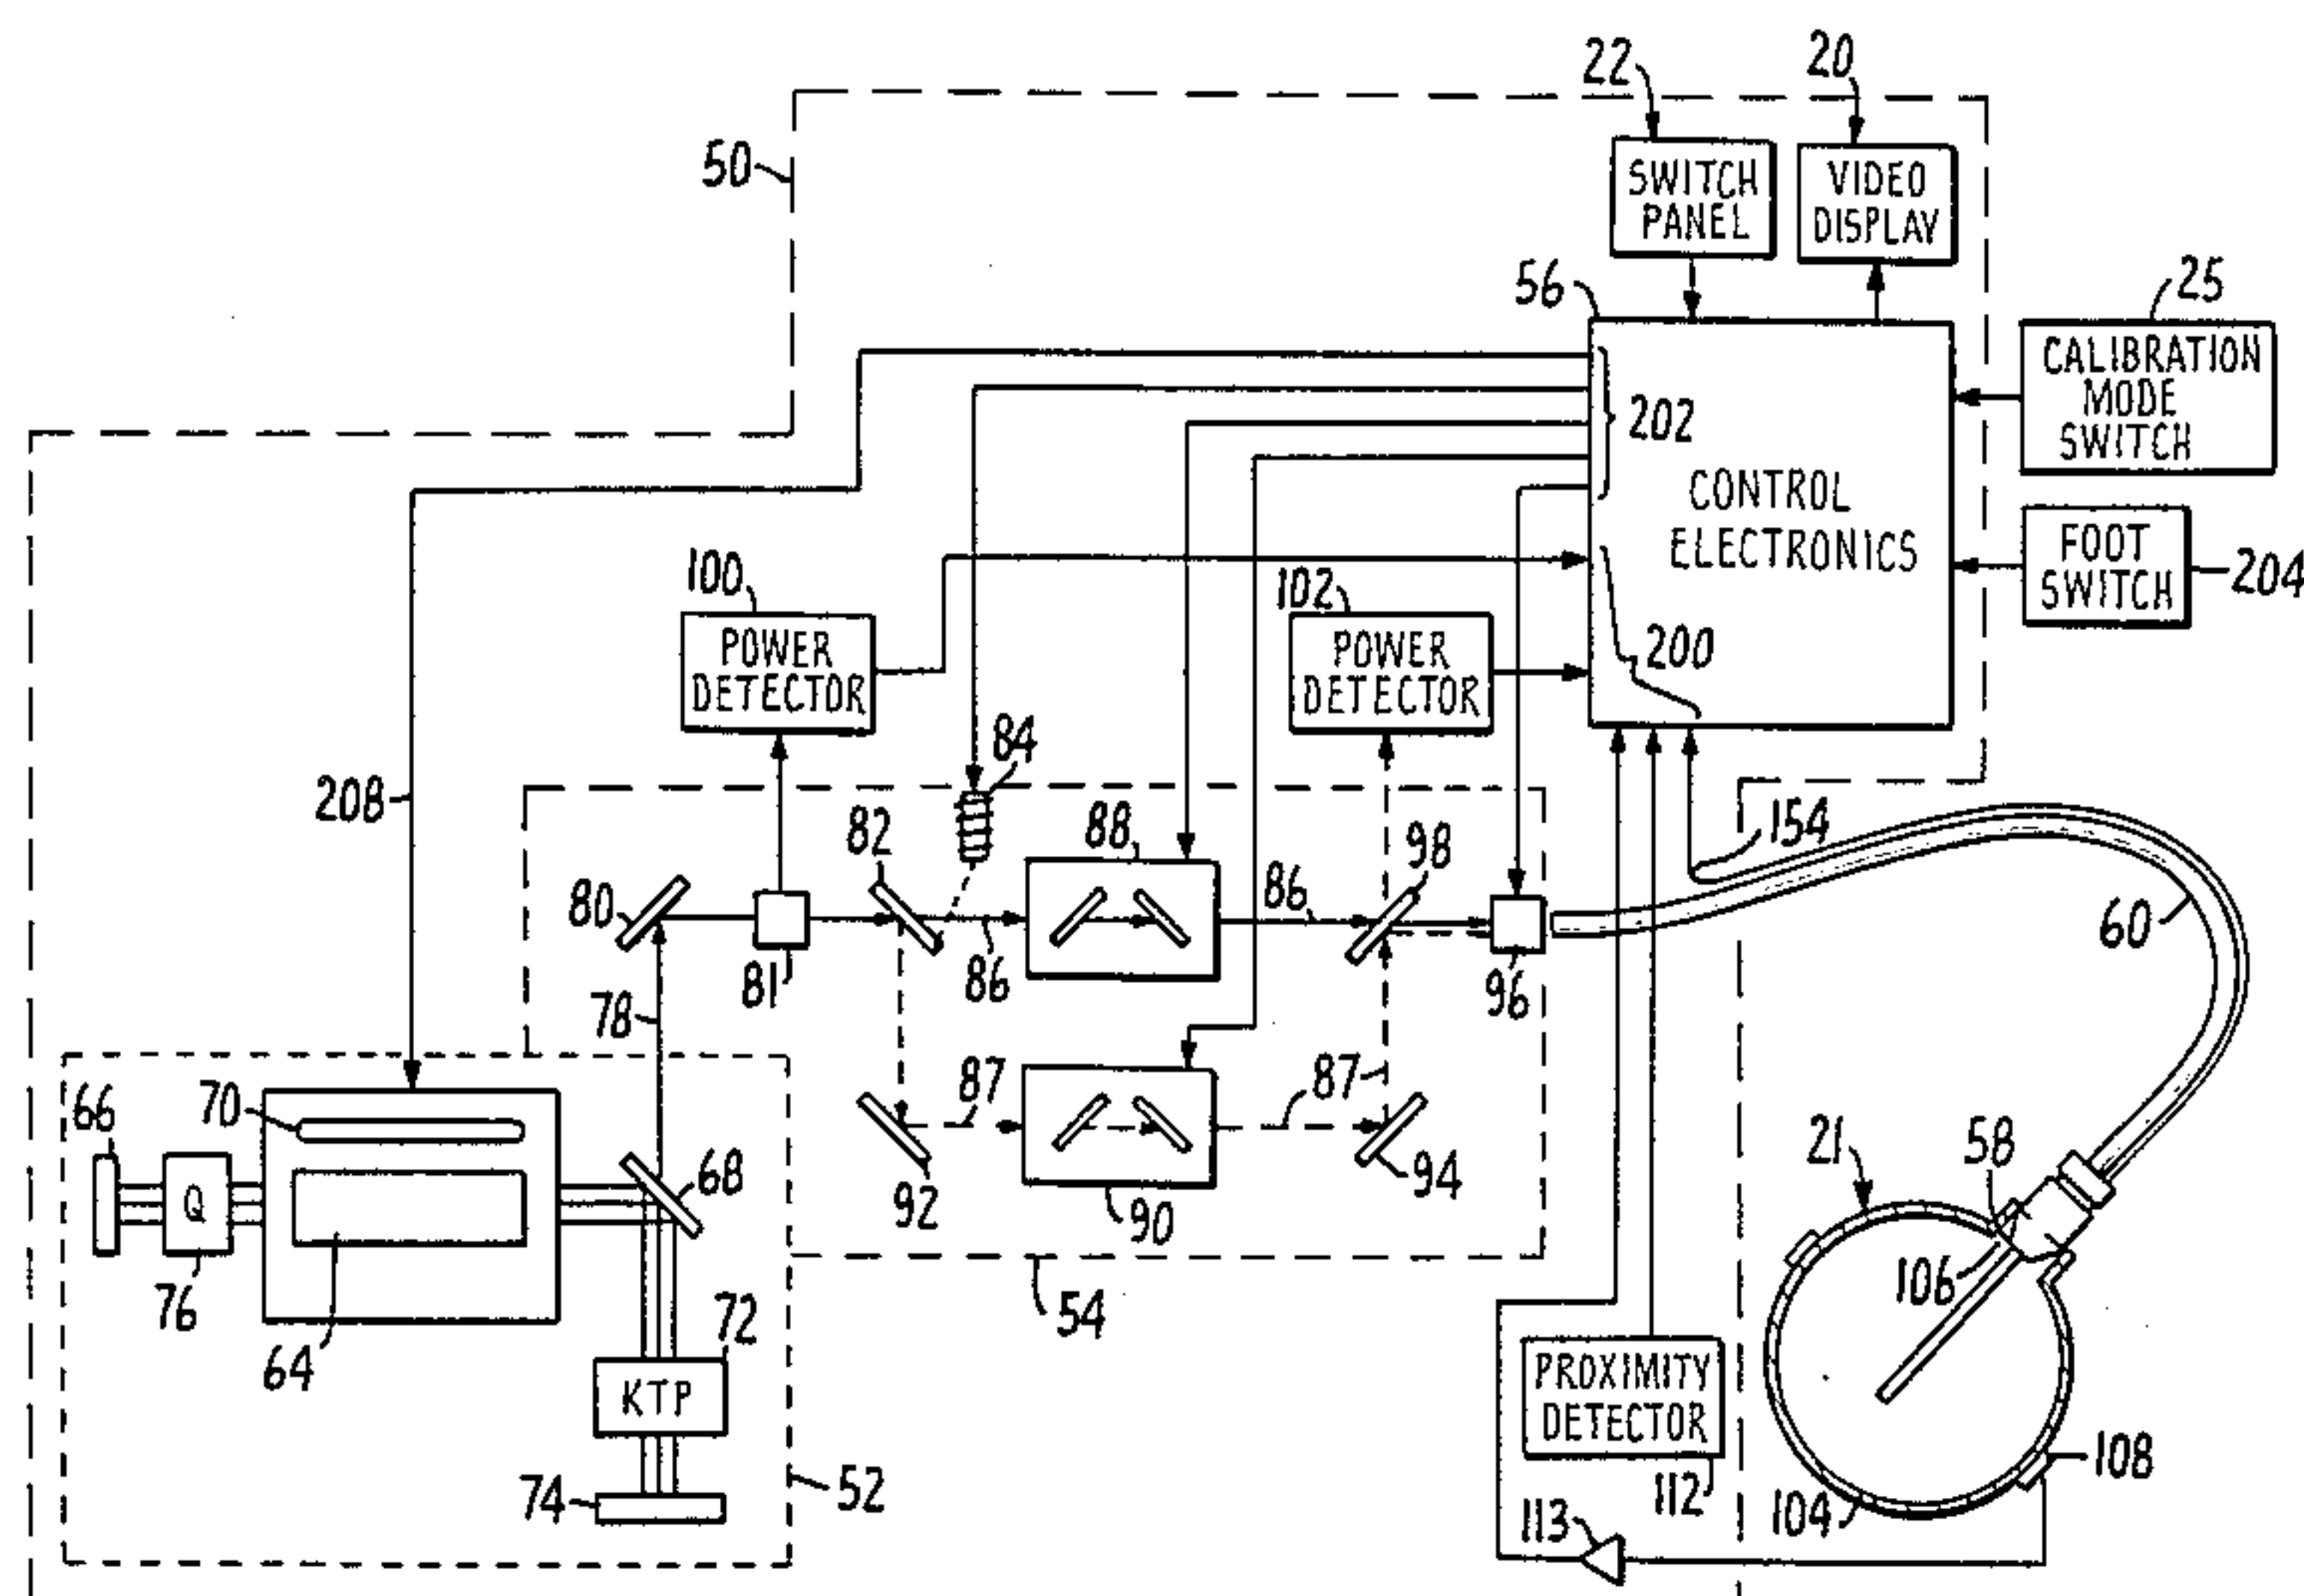 22
20
50
SWITCH
PANEL
VIDEO
DISPLAY
56
25
CALIBRATION
MODE
SWITCH
202
CONTROL
ELECTRONICS
FOOT
SWITCH
204
100
POWER
DETECTOR
102
POWER
DETECTOR
200
84
208
82
88
98
154
80
86
60
81
86
96
78
66
70
87
87
21
58
68
Q
92
90
94
106
76
54
72
64
KTP
PROXIMITY
DETECTOR
108
74
52
112
104
113